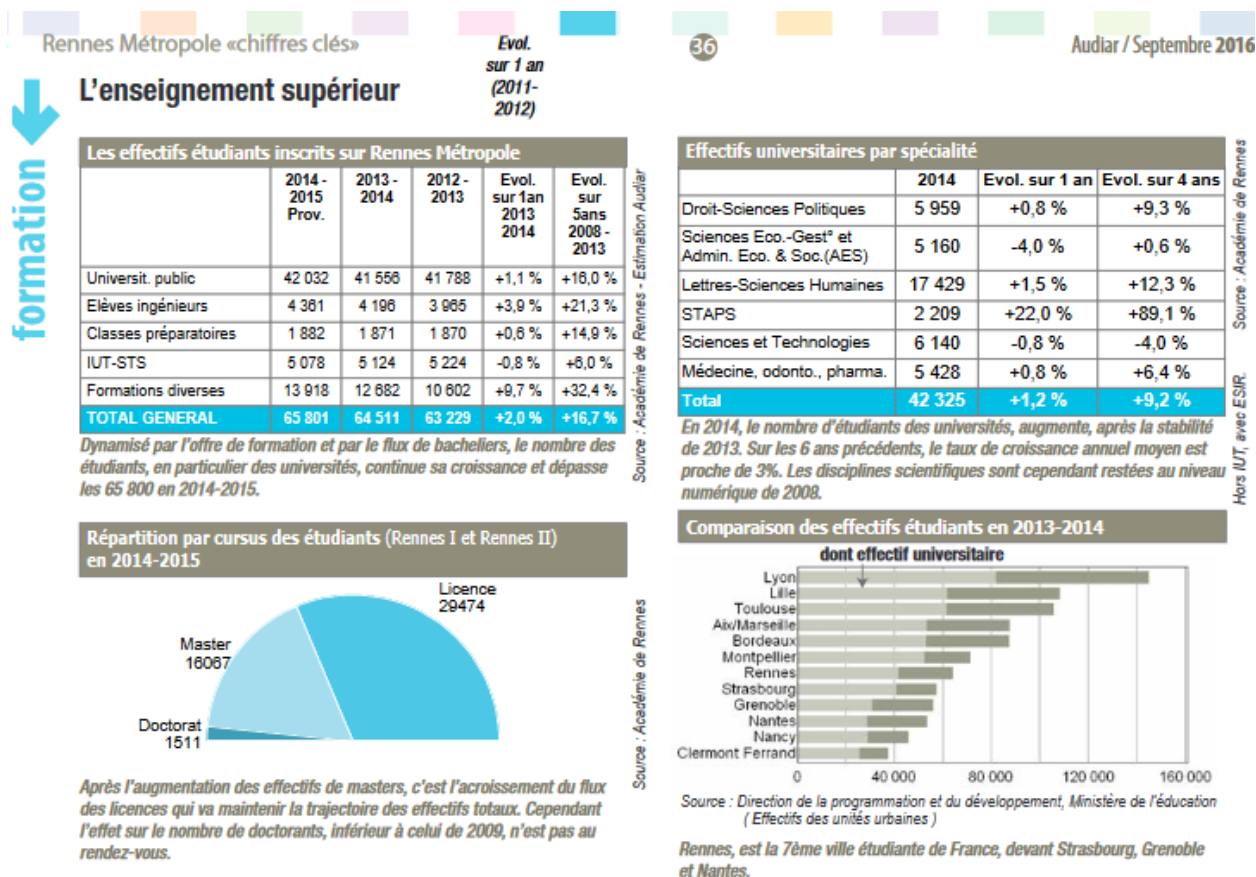 Rennes Métropole «chiffres clés»
Evol.
sur 1 an
(2011-
2012)
36
Audiar / Septembre 2016
formation
L'enseignement supérieur
Les effectifs étudiants inscrits sur Rennes Métropole
2014 - 2015 Prov. 2013 - 2014 2012 - 2013 Evol. sur 1an 2013 2014 Evol. sur 5ans 2008 - 2013
Universit. public 42 032 41 556 41 788 +1,1 % +16,0 %
Elèves ingénieurs 4 361 4 196 3 965 +3,9 % +21,3 %
Classes préparatoires 1 882 1 871 1 870 +0,6 % +14,9 %
IUT-STS 5 078 5 124 5 224 -0,8 % +6,0 %
Formations diverses 13 918 12 682 10 602 +9,7 % +32,4 %
TOTAL GENERAL 65 801 64 511 63 229 +2,0 % +16,7 %
Source : Académie de Rennes - Estimation Audiar
Dynamisé par l'offre de formation et par le flux de bacheliers, le nombre des
étudiants, en particulier des universités, continue sa croissance et dépasse
les 65 800 en 2014-2015.
Répartition par cursus des étudiants (Rennes I et Rennes II)
en 2014-2015
Licence
29474
Master
16067
Doctorat
1511
Source : Académie de Rennes
Après l'augmentation des effectifs de masters, c'est l'acroissement du flux
des licences qui va maintenir la trajectoire des effectifs totaux. Cependant
l'effet sur le nombre de doctorants, inférieur à celui de 2009, n'est pas au
rendez-vous.
Effectifs universitaires par spécialité
2014 Evol. sur 1 an Evol. sur 4 ans
Droit-Sciences Politiques 5 959 +0,8 % +9,3 %
Sciences Eco.-Gest° et
Admin. Eco. & Soc.(AES) 5 160 -4,0 % +0,6 %
Lettres-Sciences Humaines 17 429 +1,5 % +12,3 %
STAPS 2 209 +22,0 % +89,1 %
Sciences et Technologies 6 140 -0,8 % -4,0 %
Médecine, odonto., pharma. 5 428 +0,8 % +6,4 %
Total 42 325 +1,2 % +9,2 %
Hors IUT, avec ESIR. Source : Académie de Rennes
En 2014, le nombre d'étudiants des universités, augmente, après la stabilité
de 2013. Sur les 6 ans précédents, le taux de croissance annuel moyen est
proche de 3%. Les disciplines scientifiques sont cependant restées au niveau
numérique de 2008.
Comparaison des effectifs étudiants en 2013-2014
dont effectif universitaire
Lyon
Lille
Toulouse
Aix/Marseille
Bordeaux
Montpellier
Rennes
Strasbourg
Grenoble
Nantes
Nancy
Clermont Ferrand
0 40 000 80 000 120 000 160 000
Source : Direction de la programmation et du développement, Ministère de l'éducation
( Effectifs des unités urbaines )
Rennes, est la 7ème ville étudiante de France, devant Strasbourg, Grenoble
et Nantes.